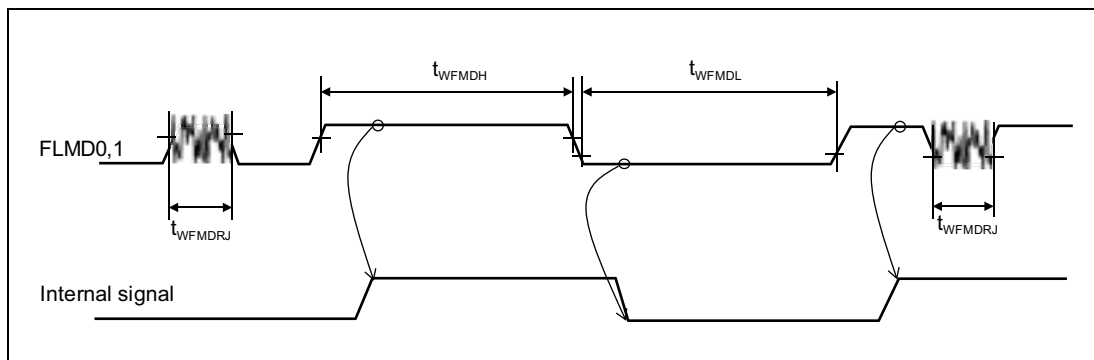 tWFMDH
tWFMDL
FLMD0,1
tWFMDRJ
tWFMDRJ
Internal signal